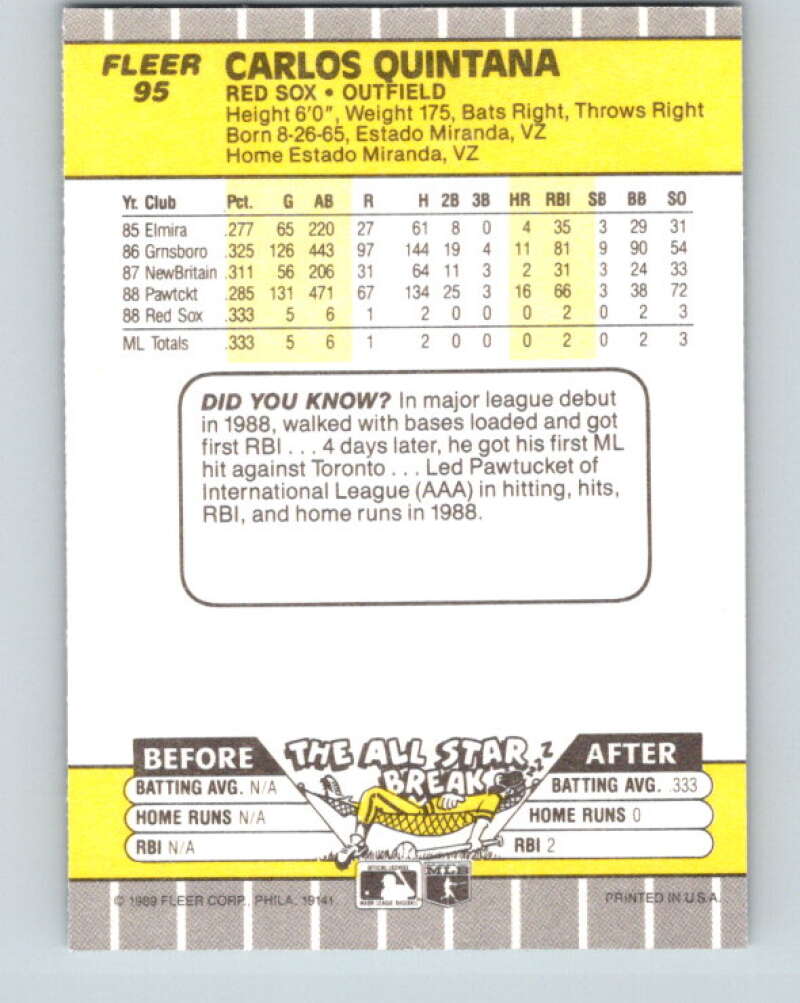 FLEER
95
CARLOS QUINTANA
RED SOX • OUTFIELD
Height 6'0", Weight 175, Bats Right, Throws Right
Born 8-26-65, Estado Miranda, VZ
Home Estado Miranda, VZ
Yr. Club Pct. G AB R H 2B 3B HR RBI SB BB SO
85 Elmira .277 65 220 27 61 8 0 4 35 3 29 31
86 Grnsboro .325 126 443 97 144 19 4 11 81 9 90 54
87 NewBritain .311 56 206 31 64 11 3 2 31 3 24 33
88 Pawtckt .285 131 471 67 134 25 3 16 66 3 38 72
88 Red Sox .333 5 6 1 2 0 0 0 2 0 2 3
ML Totals .333 5 6 1 2 0 0 0 2 0 2 3
DID YOU KNOW? In major league debut
in 1988, walked with bases loaded and got
first RBI . . . 4 days later, he got his first ML
hit against Toronto . . . Led Pawtucket of
International League (AAA) in hitting, hits,
RBI, and home runs in 1988.
THE ALL STAR
BREAK
zzZZ
BEFORE
BATTING AVG. N/A
HOME RUNS N/A
RBI N/A
AFTER
BATTING AVG. .333
HOME RUNS 0
RBI 2
MLB
© 1989 FLEER CORP., PHILA. 19141
PRINTED IN U.S.A.